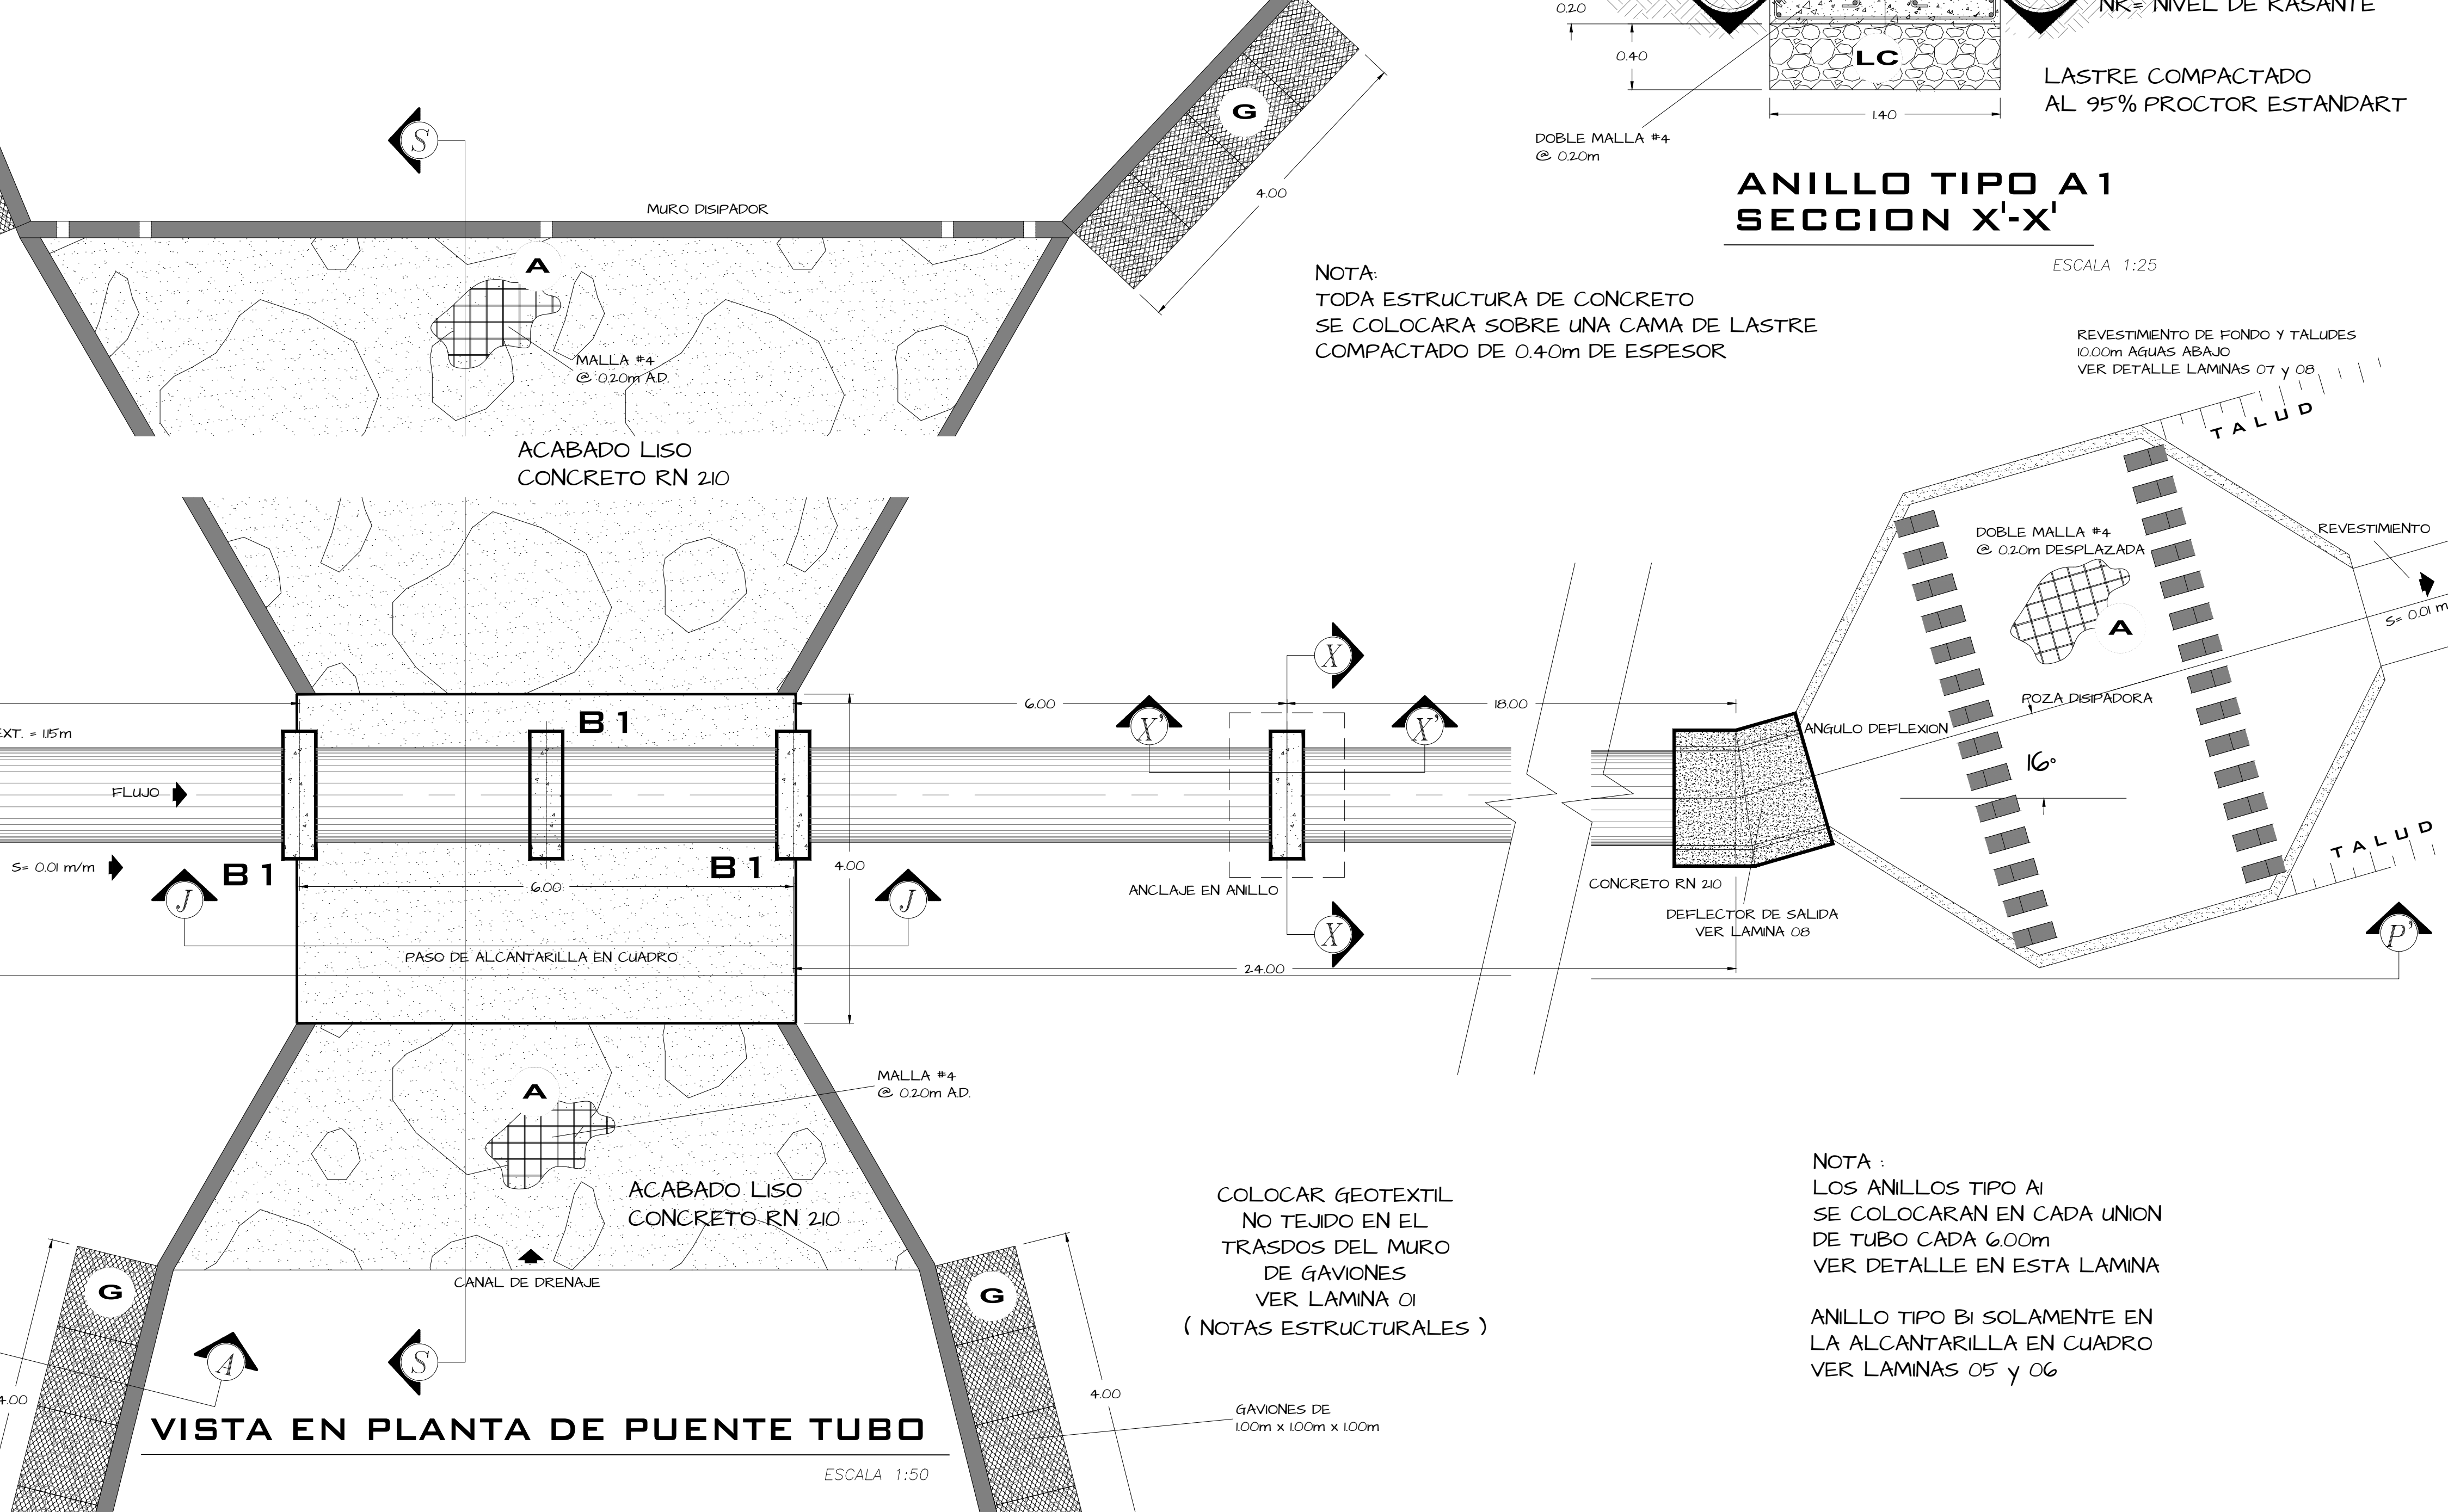 0.20
NR= NIVEL DE RASANTE
0.40
LC
LASTRE COMPACTADO
AL 95% PROCTOR ESTANDART
1.40
DOBLE MALLA #4
@ 0.20m
ANILLO TIPO A1
SECCION X'-X'
ESCALA 1:25
S
G
4.00
MURO DISIPADOR
A
MALLA #4
@ 0.20m A.D.
NOTA:
TODA ESTRUCTURA DE CONCRETO
SE COLOCARA SOBRE UNA CAMA DE LASTRE
COMPACTADO DE 0.40m DE ESPESOR
REVESTIMIENTO DE FONDO Y TALUDES
10.00m AGUAS ABAJO
VER DETALLE LAMINAS 07 y 08
TALUD
ACABADO LISO
CONCRETO RN 210
DOBLE MALLA #4
@ 0.20m DESPLAZADA
REVESTIMIENTO
A
S= 0.01 m
POZA DISIPADORA
ANGULO DEFLEXION
16°
TALUD
X
6.00
X'
X'
18.00
EXT. = 1.15m
B1
FLUJO
S= 0.01 m/m
B1
B1
4.00
6.00
J
J
ANCLAJE EN ANILLO
CONCRETO RN 210
DEFLECTOR DE SALIDA
VER LAMINA 08
X
P'
PASO DE ALCANTARILLA EN CUADRO
24.00
MALLA #4
@ 0.20m A.D.
A
ACABADO LISO
CONCRETO RN 210
CANAL DE DRENAJE
G
G
A
S
4.00
4.00
COLOCAR GEOTEXTIL
NO TEJIDO EN EL
TRASDOS DEL MURO
DE GAVIONES
VER LAMINA 01
( NOTAS ESTRUCTURALES )
GAVIONES DE
1.00m x 1.00m x 1.00m
NOTA :
LOS ANILLOS TIPO A1
SE COLOCARAN EN CADA UNION
DE TUBO CADA 6.00m
VER DETALLE EN ESTA LAMINA
ANILLO TIPO B1 SOLAMENTE EN
LA ALCANTARILLA EN CUADRO
VER LAMINAS 05 y 06
VISTA EN PLANTA DE PUENTE TUBO
ESCALA 1:50